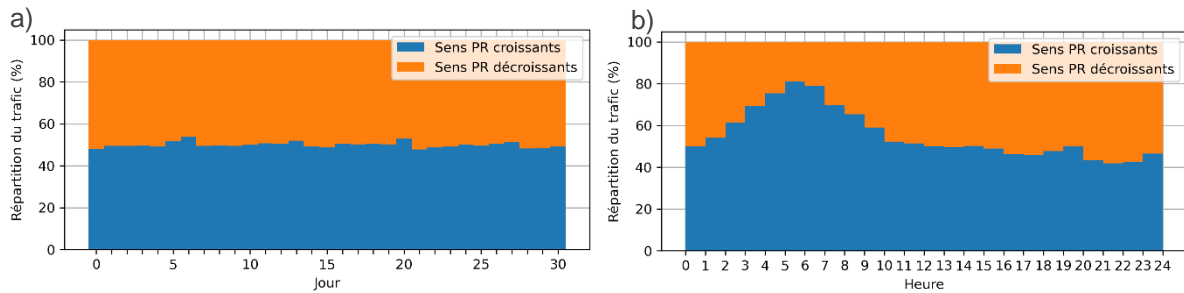 a)
Répartition du trafic (%)
100
80
60
40
20
0
Sens PR croissants
Sens PR décroissants
0 5 10 15 20 25 30
Jour
b)
Répartition du trafic (%)
100
80
60
40
20
0
Sens PR croissants
Sens PR décroissants
0 1 2 3 4 5 6 7 8 9 10 11 12 13 14 15 16 17 18 19 20 21 22 23 24
Heure